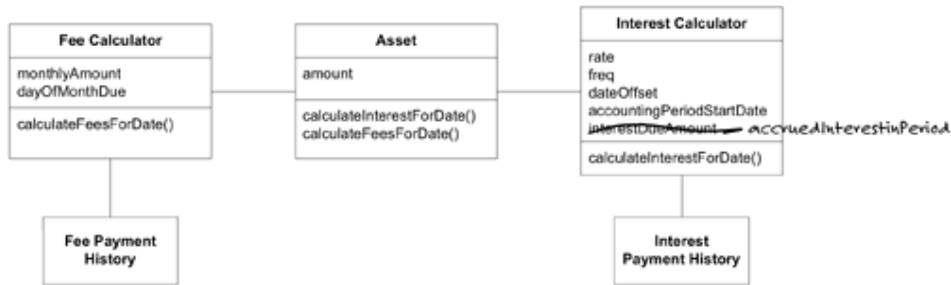 Fee Calculator
monthlyAmount
dayOfMonthDue
calculateFeesForDate()
Fee Payment
History
Asset
amount
calculateInterestForDate()
calculateFeesForDate()
Interest Calculator
rate
freq
dateOffset
accountingPeriodStartDate
interestDueAmount accruedInterestinPeriod
calculateInterestForDate()
Interest
Payment History